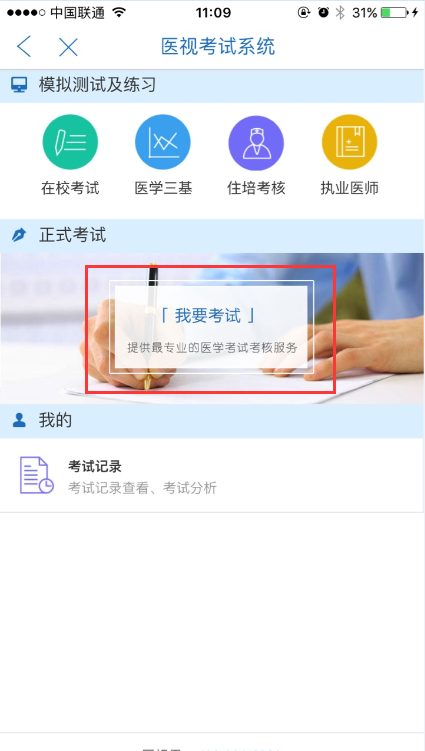 中国联通 11:09 31%
医视考试系统
模拟测试及练习
在校考试 医学三基 住培考核 执业医师
正式考试
「 我要考试 」
提供最专业的医学考试考核服务
我的
考试记录
考试记录查看、考试分析